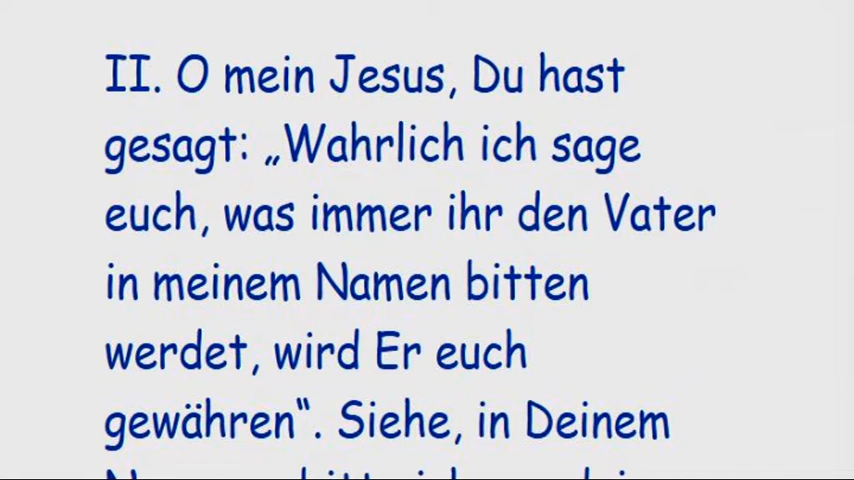 II. O mein Jesus, Du hast
gesagt: „Wahrlich ich sage
euch, was immer ihr den Vater
in meinem Namen bitten
werdet, wird Er euch
gewähren“. Siehe, in Deinem